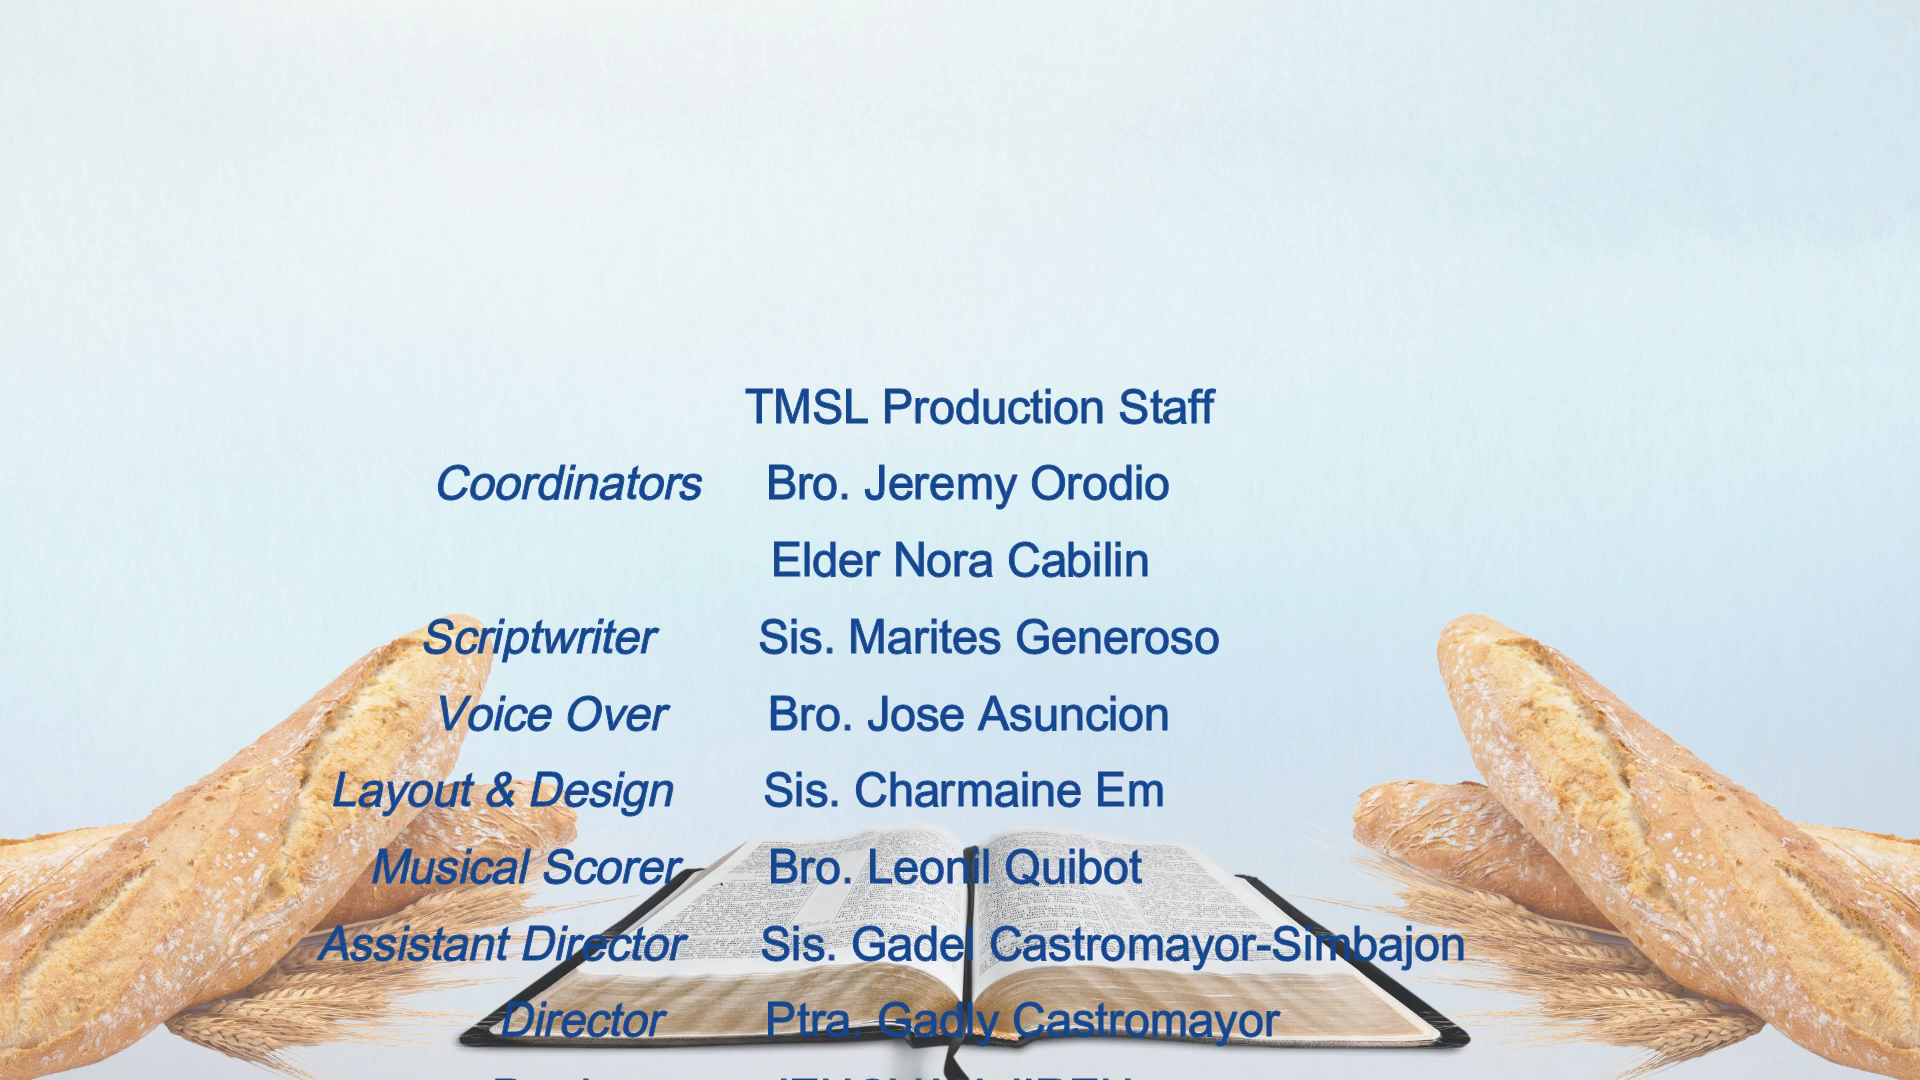 TMSL Production Staff
Coordinators Bro. Jeremy Orodio
Elder Nora Cabilin
Scriptwriter Sis. Marites Generoso
Voice Over Bro. Jose Asuncion
Layout & Design Sis. Charmaine Em
Musical Scorer Bro. Leonil Quibot
Assistant Director Sis. Gadel Castromayor-Simbajon
Director Ptra. Gadly Castromayor